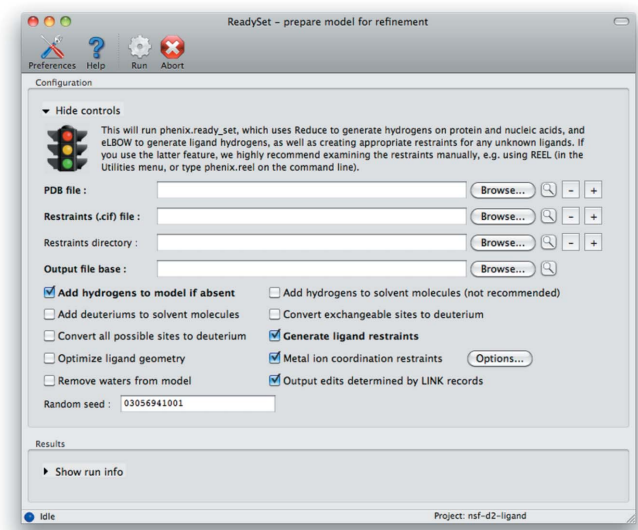 ReadySet – prepare model for refinement
Preferences Help Run Abort
Configuration
Hide controls
This will run phenix.ready_set, which uses Reduce to generate hydrogens on protein and nucleic acids, and
eLBOW to generate ligand hydrogens, as well as creating appropriate restraints for any unknown ligands. If
you use the latter feature, we highly recommend examining the restraints manually, e.g. using REEL (in the
Utilities menu, or type phenix.reel on the command line).
PDB file : Browse... - +
Restraints (.cif) file : Browse... - +
Restraints directory : Browse... - +
Output file base : Browse...
Add hydrogens to model if absent Add hydrogens to solvent molecules (not recommended)
Add deuteriums to solvent molecules Convert exchangeable sites to deuterium
Convert all possible sites to deuterium Generate ligand restraints
Optimize ligand geometry Metal ion coordination restraints Options...
Remove waters from model Output edits determined by LINK records
Random seed : 03056941001
Results
Show run info
Idle Project: nsf-d2-ligand